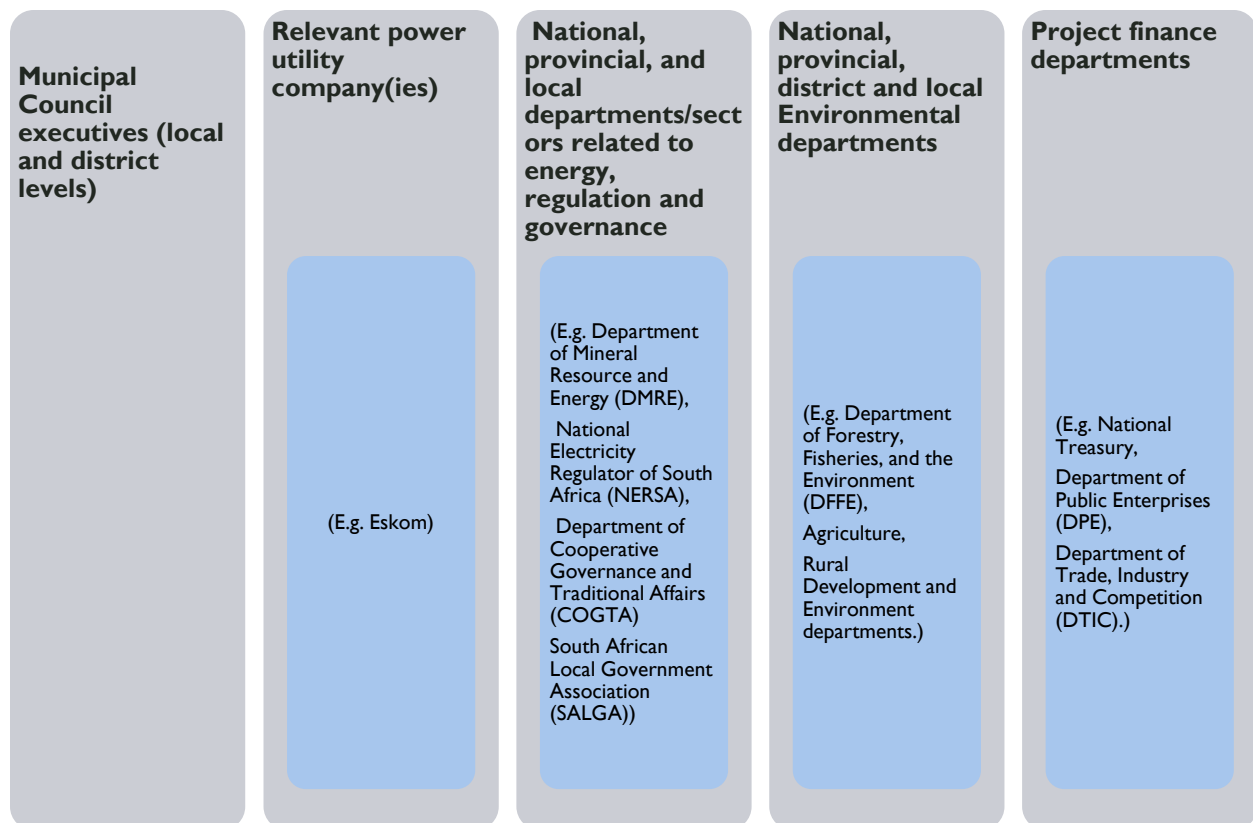 Municipal
Council
executives (local
and district
levels)
Relevant power
utility
company(ies)
(E.g. Eskom)
National,
provincial, and
local
departments/sect
ors related to
energy,
regulation and
governance
(E.g. Department
of Mineral
Resource and
Energy (DMRE),
National
Electricity
Regulator of South
Africa (NERSA),
Department of
Cooperative
Governance and
Traditional Affairs
(COGTA)
South African
Local Government
Association
(SALGA))
National,
provincial,
district and local
Environmental
departments
(E.g. Department
of Forestry,
Fisheries, and the
Environment
(DFFE),
Agriculture,
Rural
Development and
Environment
departments.)
Project finance
departments
(E.g. National
Treasury,
Department of
Public Enterprises
(DPE),
Department of
Trade, Industry
and Competition
(DTIC).)